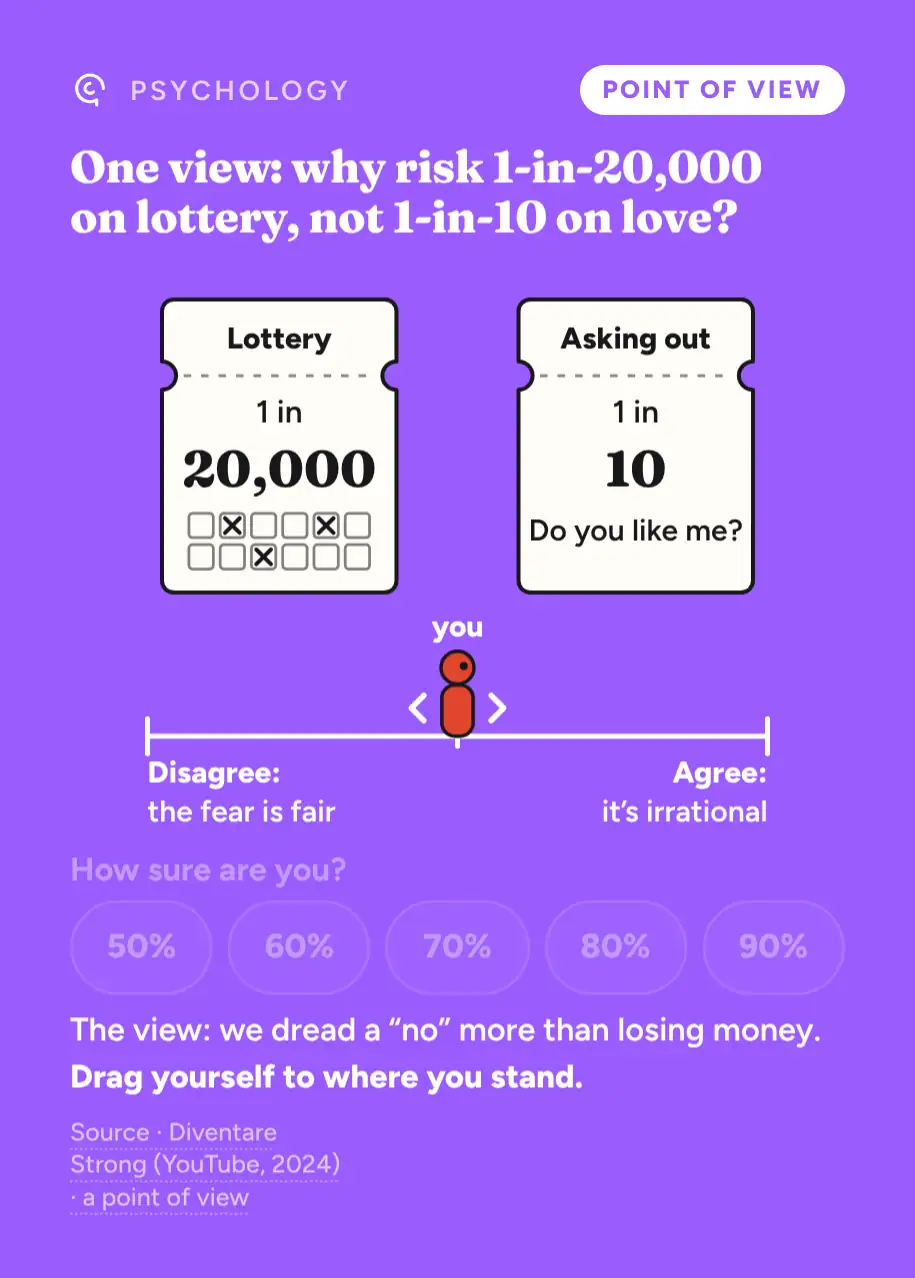 PSYCHOLOGY
POINT OF VIEW
One view: why risk 1-in-20,000
on lottery, not 1-in-10 on love?
Lottery
1 in
20,000
Asking out
1 in
10
Do you like me?
you
Disagree:
the fear is fair
Agree:
it’s irrational
How sure are you?
50%
60%
70%
80%
90%
The view: we dread a “no” more than losing money.
Drag yourself to where you stand.
Source · Diventare
Strong (YouTube, 2024)
· a point of view